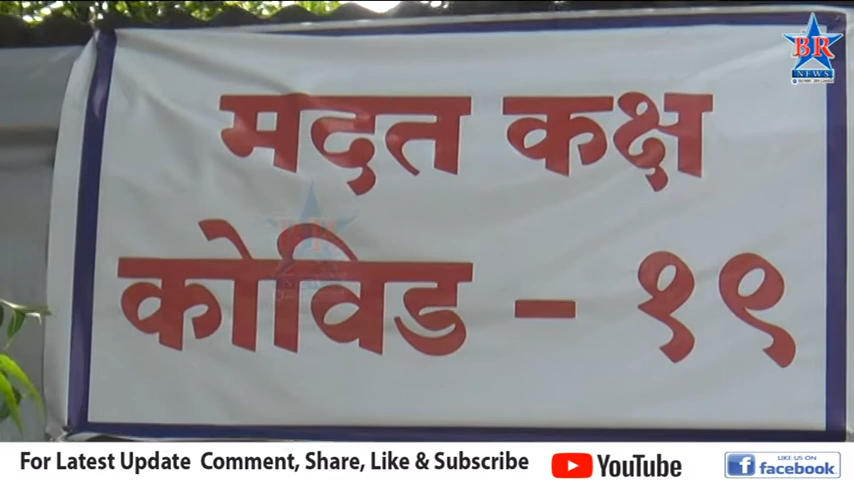 BR
NEWS
मदत कक्ष
कोविड - १९
For Latest Update Comment, Share, Like & Subscribe
YouTube
LIKE US ON
facebook